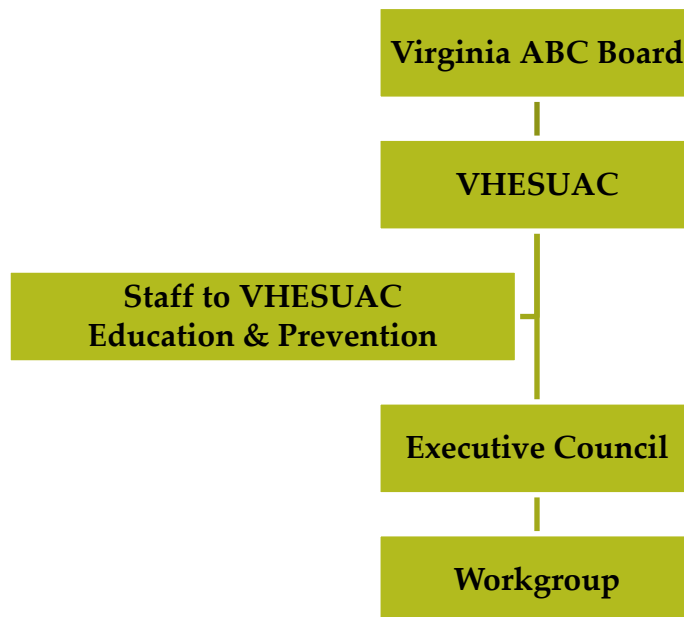 Virginia ABC Board
VHESUAC
Staff to VHESUAC
Education & Prevention
Executive Council
Workgroup